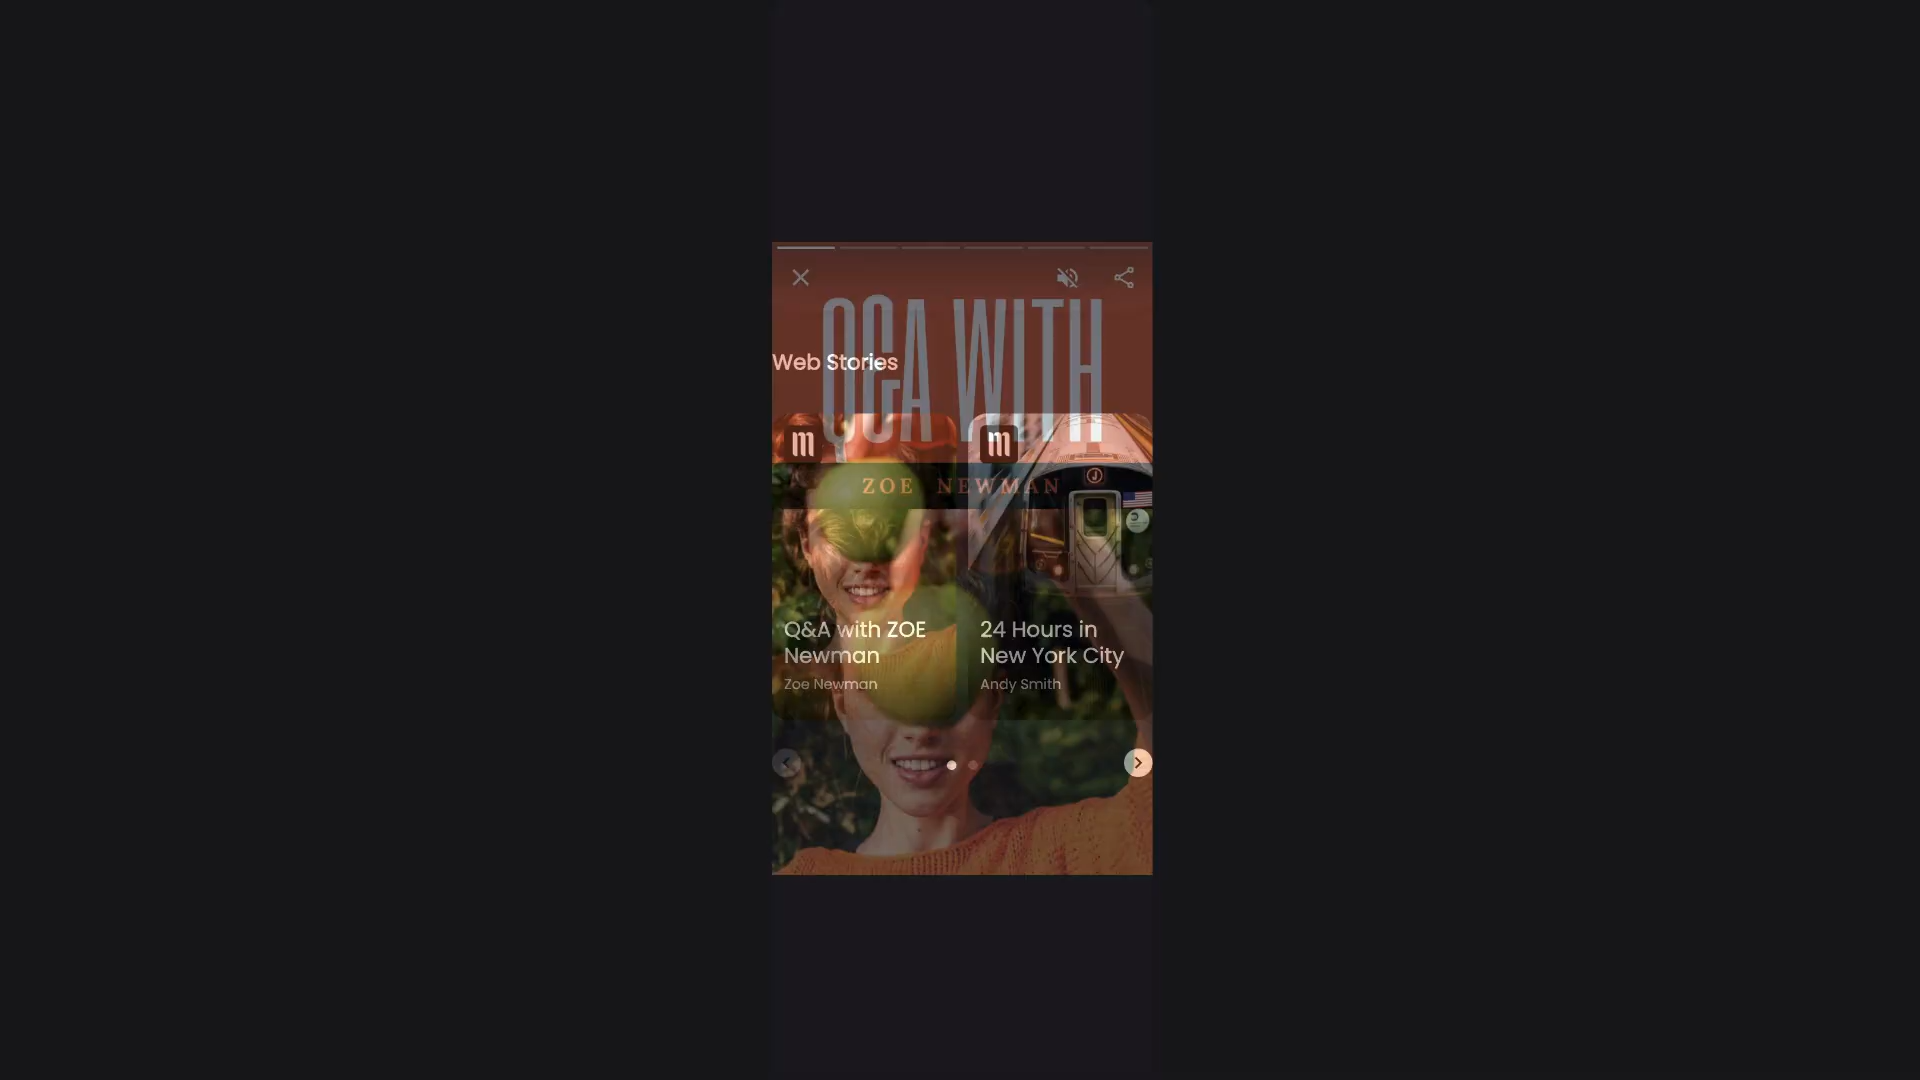 Q&A WITH
Web Stories
m
m
ZOE NEWMAN
J
Q&A with ZOE
Newman
Zoe Newman
24 Hours in
New York City
Andy Smith